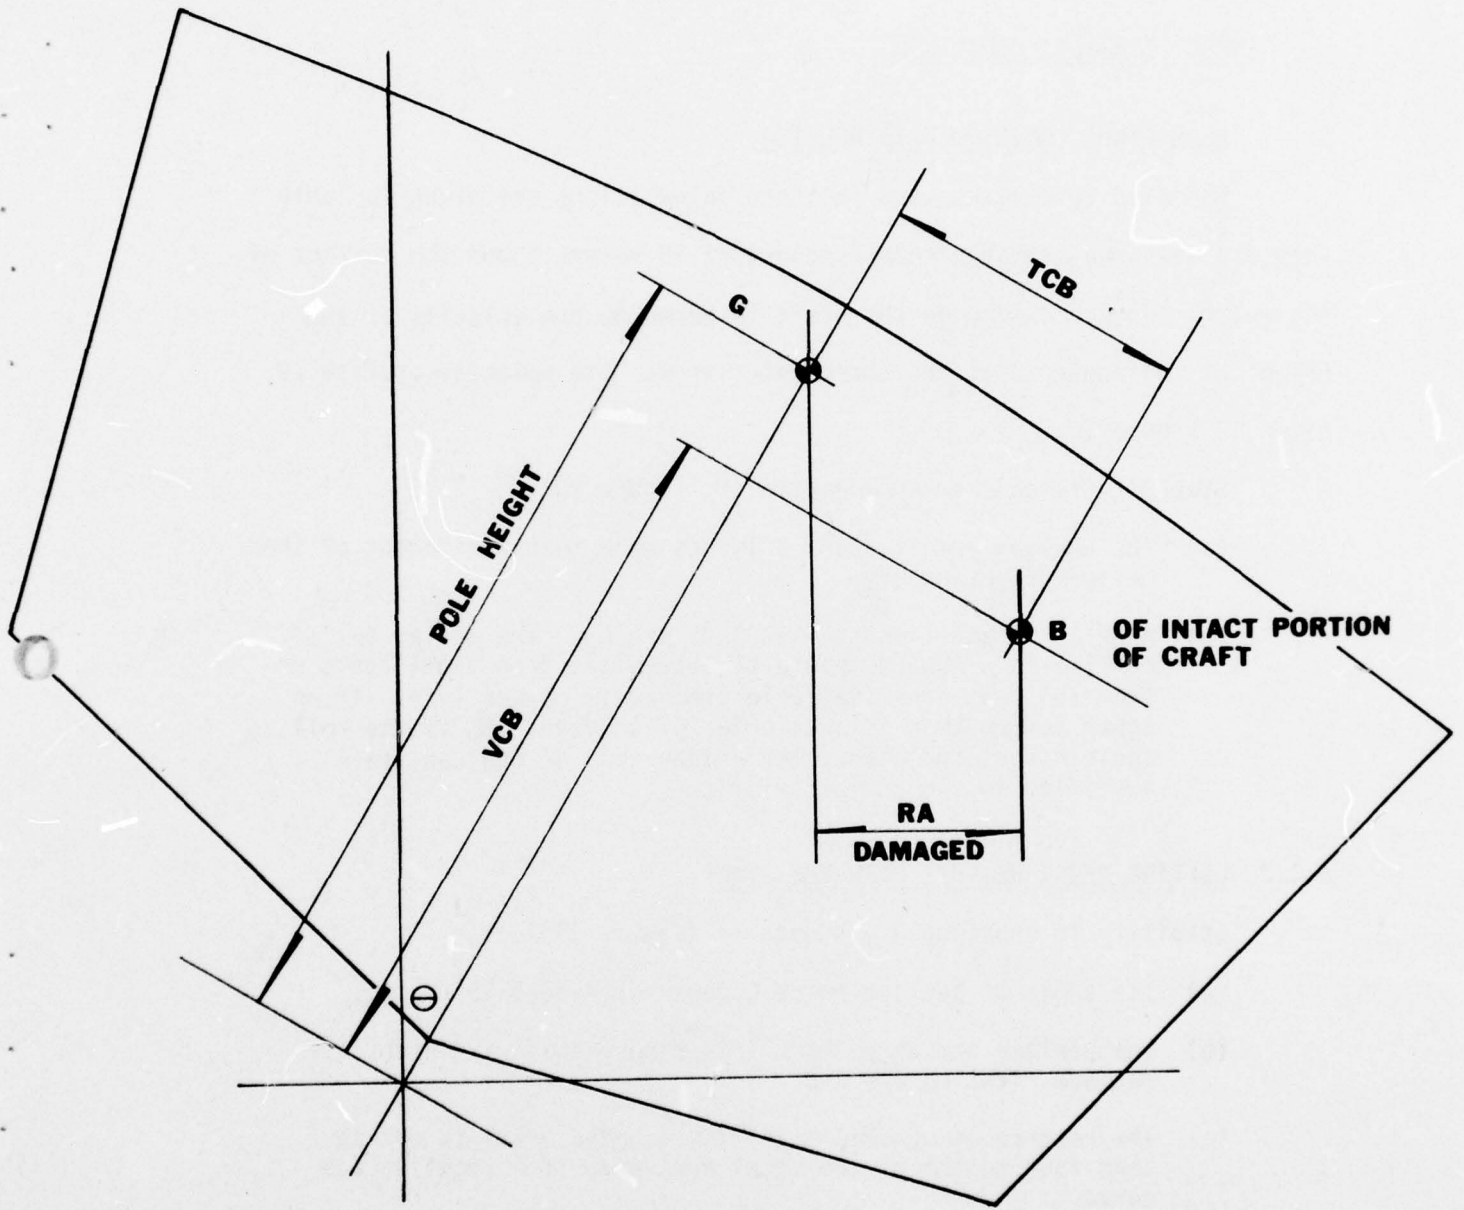 TCB
G
POLE HEIGHT
B OF INTACT PORTION
OF CRAFT
VCB
RA
DAMAGED
Θ